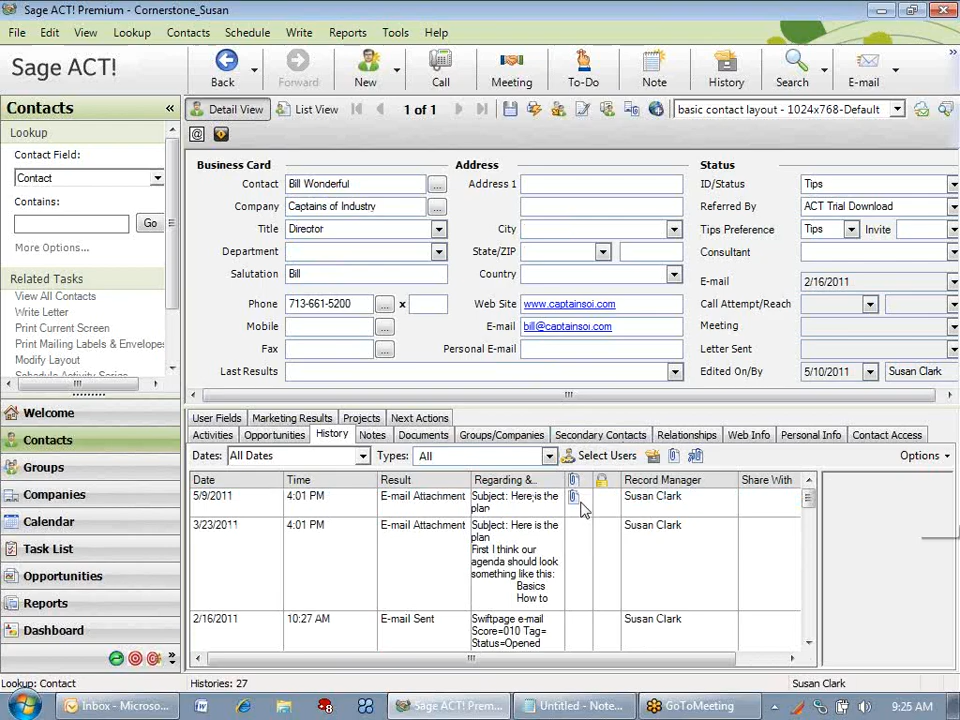 Sage ACT! Premium - Cornerstone_Susan
File Edit View Lookup Contacts Schedule Write Reports Tools Help
Sage ACT!
Back Forward New Call Meeting To-Do Note History Search E-mail
Contacts «
Detail View List View 1 of 1 basic contact layout - 1024x768-Default
Lookup
Contact Field:
Contact
Contains:
Go
More Options...
Related Tasks
View All Contacts
Write Letter
Print Current Screen
Print Mailing Labels & Envelopes
Modify Layout
Schedule Activity Series
Welcome
Contacts
Groups
Companies
Calendar
Task List
Opportunities
Reports
Dashboard
Business Card Address Status
Contact Bill Wonderful Address 1 ID/Status Tips
Company Captains of Industry Referred By ACT Trial Download
Title Director City Tips Preference Tips Invite
Department State/ZIP Consultant
Salutation Bill Country E-mail 2/16/2011
Phone 713-661-5200 x Web Site www.captainsoi.com Call Attempt/Reach
Mobile E-mail bill@captainsoi.com Meeting
Fax Personal E-mail Letter Sent
Last Results Edited On/By 5/10/2011 Susan Clark
User Fields Marketing Results Projects Next Actions
Activities Opportunities History Notes Documents Groups/Companies Secondary Contacts Relationships Web Info Personal Info Contact Access
Dates: All Dates Types: All Select Users Options
Date Time Result Regarding &.. Record Manager Share With
5/9/2011 4:01 PM E-mail Attachment Subject: Here is the Susan Clark
plan
3/23/2011 4:01 PM E-mail Attachment Subject: Here is the Susan Clark
plan
First I think our
agenda should look
something like this:
Basics
How to
2/16/2011 10:27 AM E-mail Sent Swiftpage e-mail Susan Clark
Score=010 Tag=
Status=Opened
Lookup: Contact Histories: 27 Susan Clark
Inbox - Microso... Sage ACT! Prem... Untitled - Note... GoToMeeting 9:25 AM